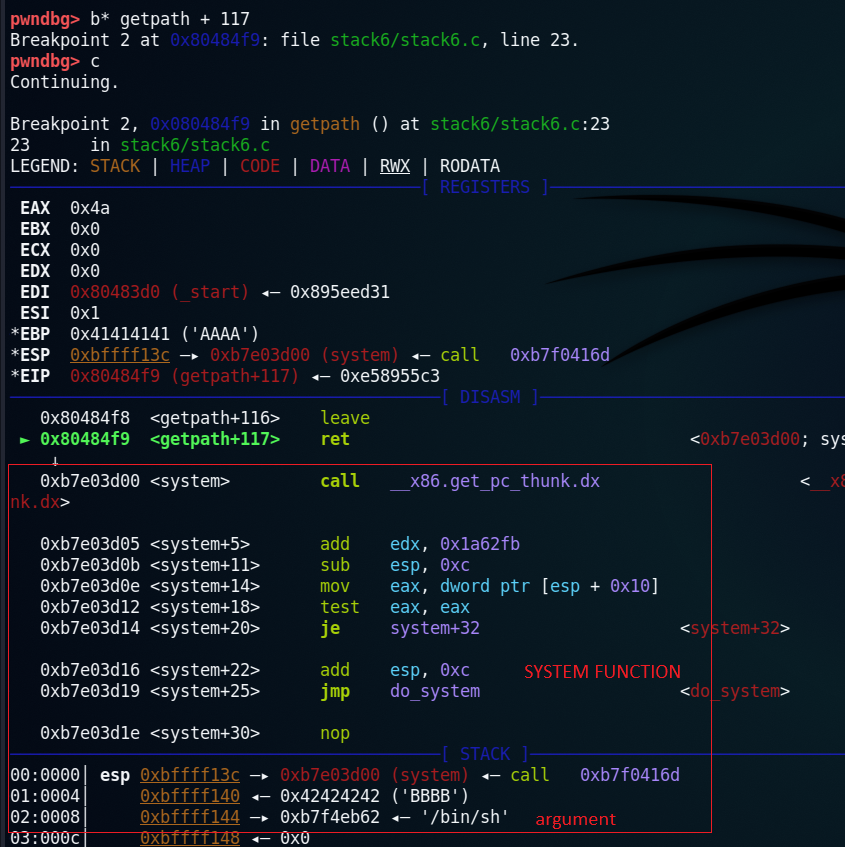 pwndbg> b* getpath + 117
Breakpoint 2 at 0x80484f9: file stack6/stack6.c, line 23.
pwndbg> c
Continuing.
Breakpoint 2, 0x080484f9 in getpath () at stack6/stack6.c:23
23      in stack6/stack6.c
LEGEND: STACK | HEAP | CODE | DATA | RWX | RODATA
[ REGISTERS ]
EAX  0x4a
EBX  0x0
ECX  0x0
EDX  0x0
EDI  0x80483d0 (_start) ◂— 0x895eed31
ESI  0x1
*EBP  0x41414141 ('AAAA')
*ESP  0xbffff13c —▸ 0xb7e03d00 (system) ◂— call   0xb7f0416d
*EIP  0x80484f9 (getpath+117) ◂— 0xe58955c3
[ DISASM ]
0x80484f8  <getpath+116>    leave
► 0x80484f9  <getpath+117>    ret    <0xb7e03d00; sys
↓
0xb7e03d00 <system>    call   __x86.get_pc_thunk.dx    <__x8
nk.dx>
0xb7e03d05 <system+5>    add    edx, 0x1a62fb
0xb7e03d0b <system+11>    sub    esp, 0xc
0xb7e03d0e <system+14>    mov    eax, dword ptr [esp + 0x10]
0xb7e03d12 <system+18>    test   eax, eax
0xb7e03d14 <system+20>    je     system+32    <system+32>
0xb7e03d16 <system+22>    add    esp, 0xc    SYSTEM FUNCTION
0xb7e03d19 <system+25>    jmp    do_system    <do_system>
0xb7e03d1e <system+30>    nop
[ STACK ]
00:0000│ esp 0xbffff13c —▸ 0xb7e03d00 (system) ◂— call   0xb7f0416d
01:0004│     0xbffff140 ◂— 0x42424242 ('BBBB')
02:0008│     0xbffff144 —▸ 0xb7f4eb62 ◂— '/bin/sh'    argument
03:000c│     0xbffff148 ◂— 0x0